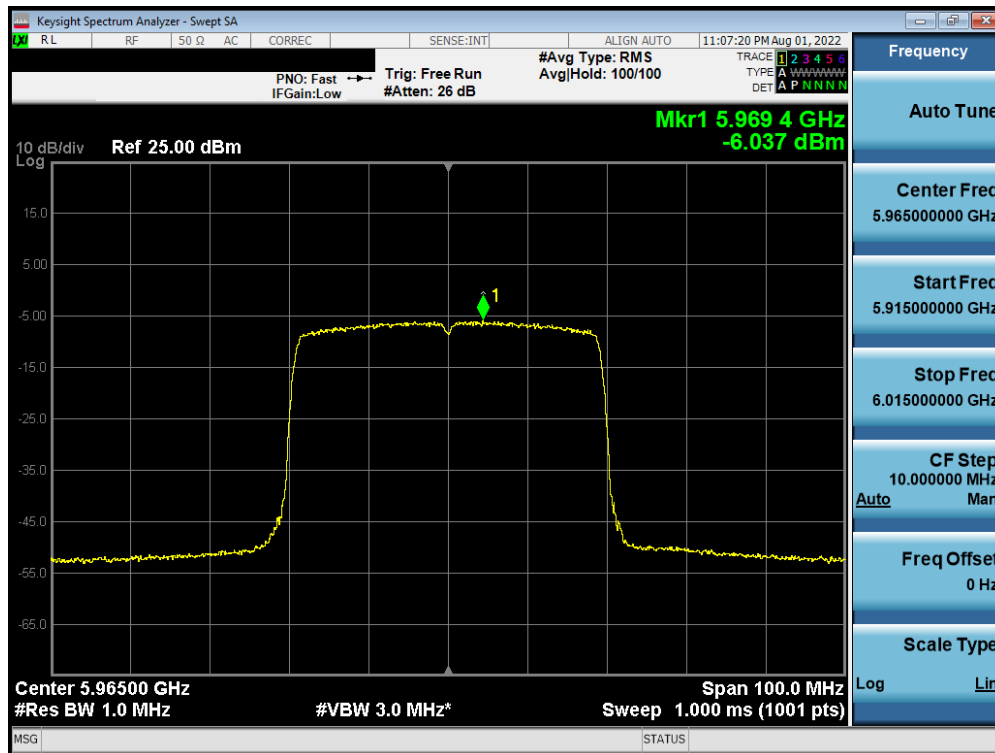 Keysight Spectrum Analyzer - Swept SA
LXI RL RF 50 Ω AC CORREC SENSE:INT ALIGN AUTO 11:07:20 PM Aug 01, 2022
PNO: Fast Trig: Free Run #Avg Type: RMS TRACE 1 2 3 4 5 6
IFGain:Low #Atten: 26 dB Avg|Hold: 100/100 TYPE A WWWWW
DET A P N N N N
Mkr1 5.969 4 GHz
-6.037 dBm
10 dB/div Ref 25.00 dBm
Log
15.0
5.00
1
-5.00
-15.0
-25.0
-35.0
-45.0
-55.0
-65.0
Center 5.96500 GHz Span 100.0 MHz
#Res BW 1.0 MHz #VBW 3.0 MHz* Sweep 1.000 ms (1001 pts)
MSG STATUS
Frequency
Auto Tune
Center Freq
5.965000000 GHz
Start Freq
5.915000000 GHz
Stop Freq
6.015000000 GHz
CF Step
10.000000 MHz
Auto Man
Freq Offset
0 Hz
Scale Type
Log Lin